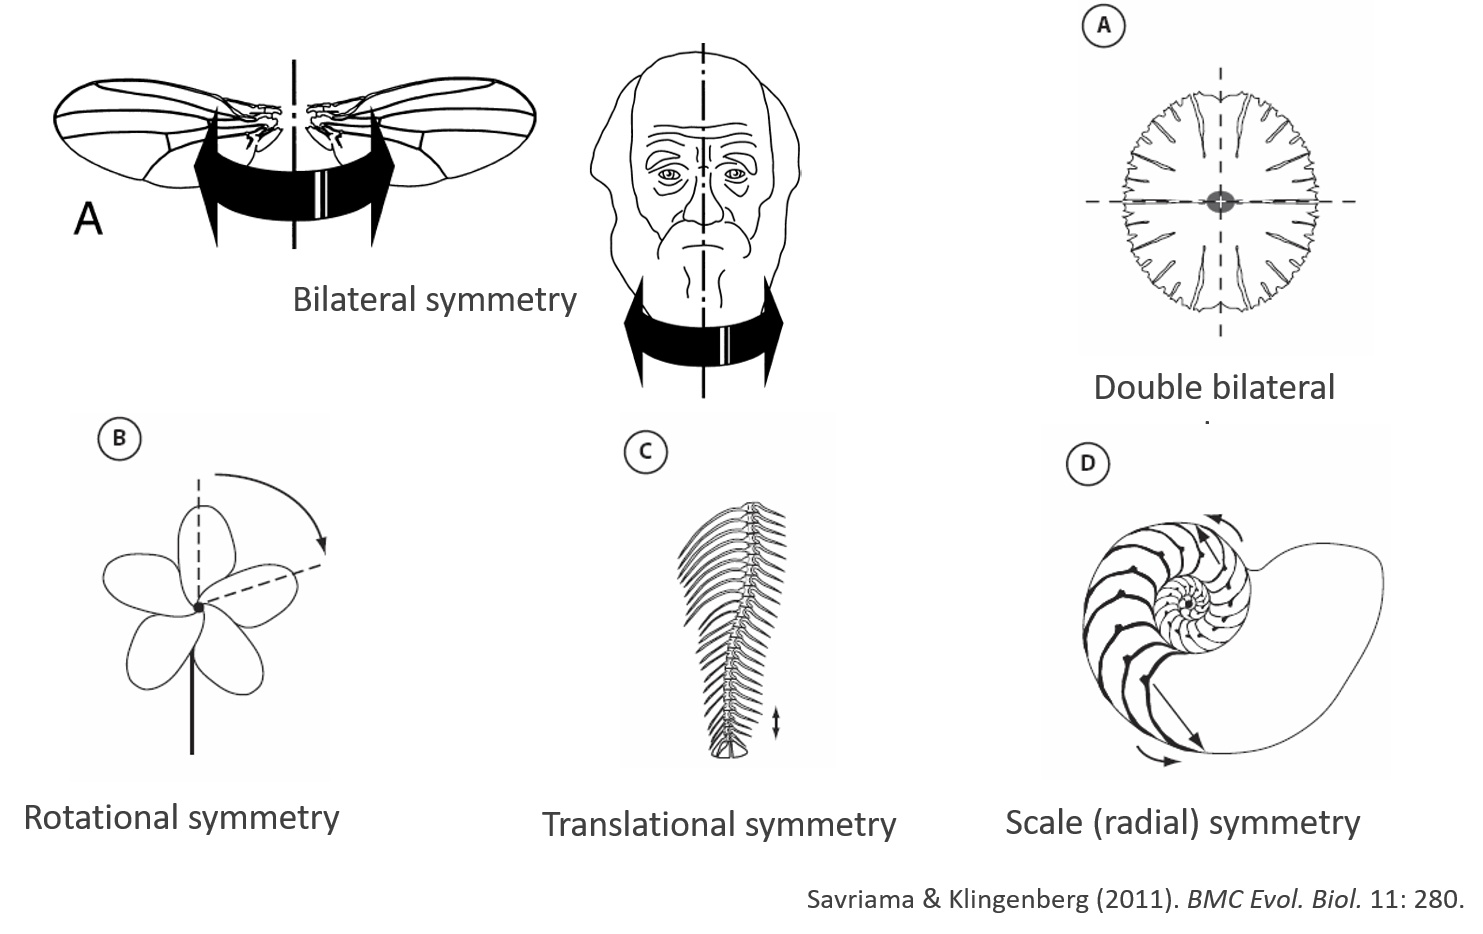 A
A
Bilateral symmetry
Double bilateral
B
C
D
Rotational symmetry
Translational symmetry
Scale (radial) symmetry
Savriama & Klingenberg (2011). BMC Evol. Biol. 11: 280.